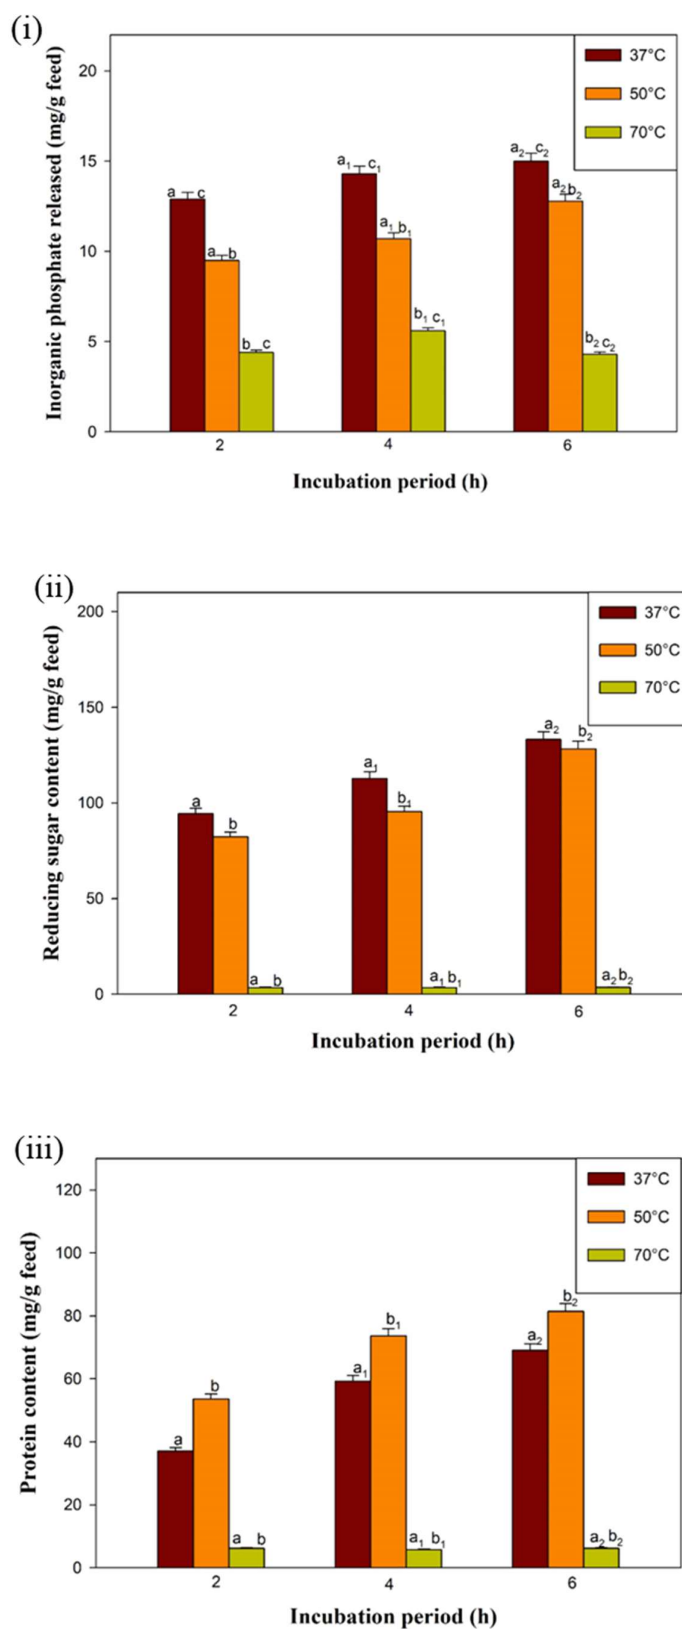 (i)
Inorganic phosphate released (mg/g feed)
20
15
10
5
0
37°C
50°C
70°C
a c
a b
b c
a₁ c₁
a₁ b₁
b₁ c₁
a₂ c₂
a₂ b₂
b₂ c₂
2 4 6
Incubation period (h)
(ii)
Reducing sugar content (mg/g feed)
200
150
100
50
0
37°C
50°C
70°C
a
b
a b
a₁
b₁
a₁ b₁
a₂
b₂
a₂ b₂
2 4 6
Incubation period (h)
(iii)
Protein content (mg/g feed)
120
100
80
60
40
20
0
37°C
50°C
70°C
a
b
a b
a₁
b₁
a₁ b₁
a₂
b₂
a₂ b₂
2 4 6
Incubation period (h)